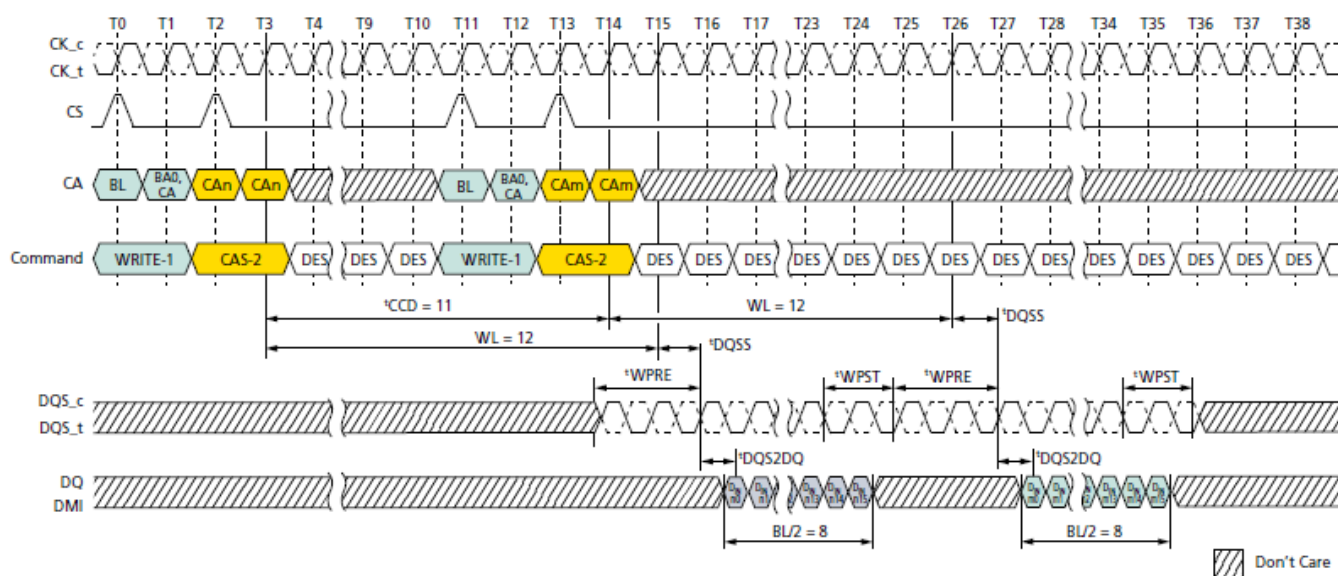 T0 T1 T2 T3 T4 T9 T10 T11 T12 T13 T14 T15 T16 T17 T23 T24 T25 T26 T27 T28 T34 T35 T36 T37 T38
CK_c
CK_t
CS
CA BL BA0, CA CAn CAn BL BA0, CA CAm CAm
Command WRITE-1 CAS-2 DES DES DES WRITE-1 CAS-2 DES DES DES DES DES DES DES DES DES DES DES DES DES DES
tCCD = 11 WL = 12 tDQSS
WL = 12 tDQSS
tWPRE tWPST tWPRE tWPST
DQS_c
DQS_t
tDQS2DQ tDQS2DQ
DQ
DMI
BL/2 = 8 BL/2 = 8
Don't Care